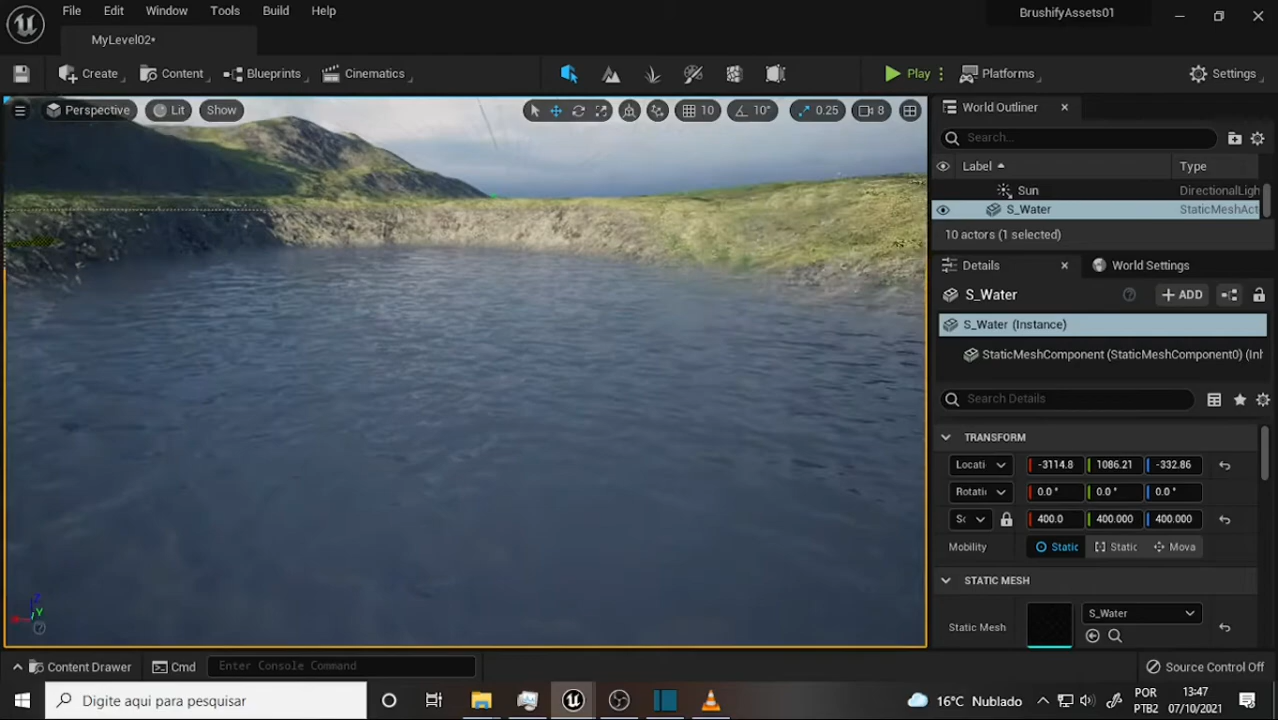 File Edit Window Tools Build Help
BrushifyAssets01
MyLevel02*
Create Content Blueprints Cinematics Play Platforms Settings
Perspective Lit Show 10 10° 0.25 8
World Outliner
Search...
Label Type
Sun DirectionalLigh
S_Water StaticMeshAct
10 actors (1 selected)
Details World Settings
S_Water ADD
S_Water (Instance)
StaticMeshComponent (StaticMeshComponent0) (Inh
Search Details
TRANSFORM
Locati -3114.8 1086.21 -332.86
Rotati 0.0 ° 0.0 ° 0.0 °
Sc 400.0 400.000 400.000
Mobility Static Static Mova
STATIC MESH
S_Water
Static Mesh
Z
Y
Content Drawer Cmd Enter Console Command Source Control Off
Digite aqui para pesquisar
16°C Nublado
POR
PTB2
13:47
07/10/2021